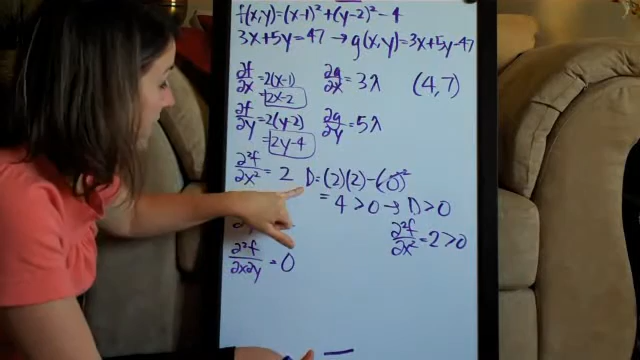 f(x,y)=(x-1)²+(y-2)²-4
3x+5y=47 → g(x,y)=3x+5y-47
∂f/∂x = 2(x-1)
= 2x-2
∂g/∂x = 3λ
(4,7)
∂f/∂y = 2(y-2)
= 2y-4
∂g/∂y = 5λ
∂²f/∂x² = 2
D = (2)(2)-(0)²
= 4 > 0 → D > 0
∂²f/∂x² = 2 > 0
∂²f/∂x∂y = 0